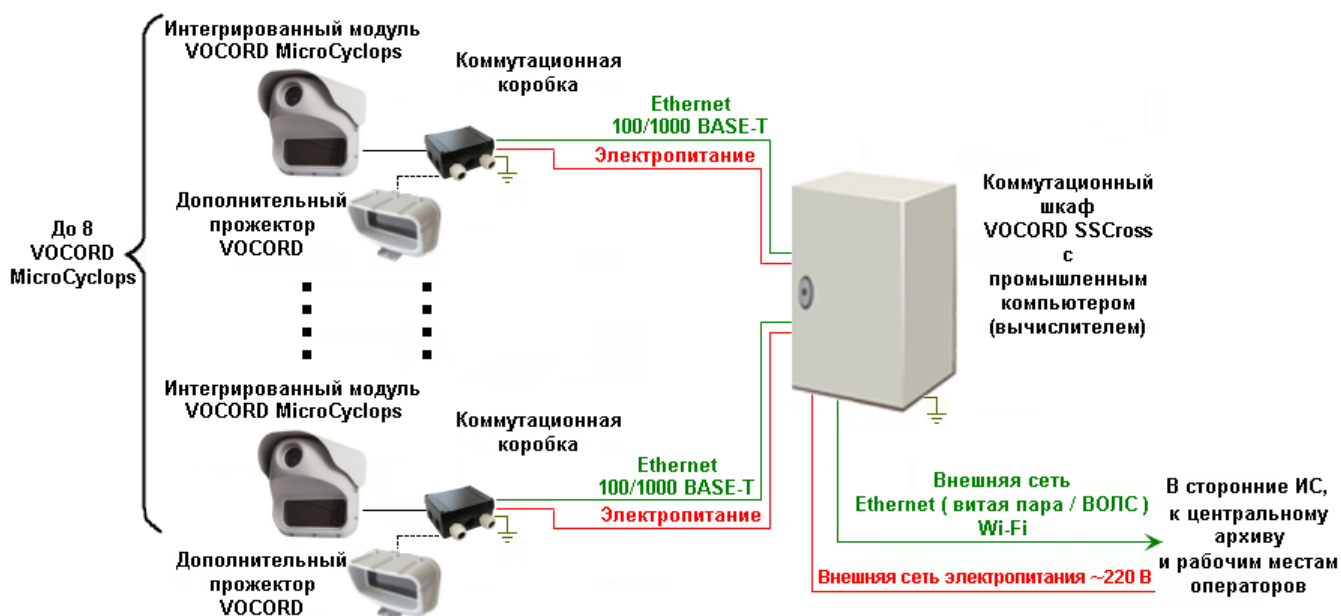 Интегрированный модуль
VOCORD MicroCyclops
Коммутационная
коробка
Ethernet
100/1000 BASE-T
Электропитание
Дополнительный
прожектор
VOCORD
До 8
VOCORD
MicroCyclops
Коммутационный
шкаф
VOCORD SSCross
с
промышленным
компьютером
(вычислителем)
Интегрированный модуль
VOCORD MicroCyclops
Коммутационная
коробка
Ethernet
100/1000 BASE-T
Электропитание
Дополнительный
прожектор
VOCORD
Внешняя сеть
Ethernet ( витая пара / ВОЛС )
Wi-Fi
Внешняя сеть электропитания ~220 В
В сторонние ИС,
к центральному
архиву
и рабочим местам
операторов